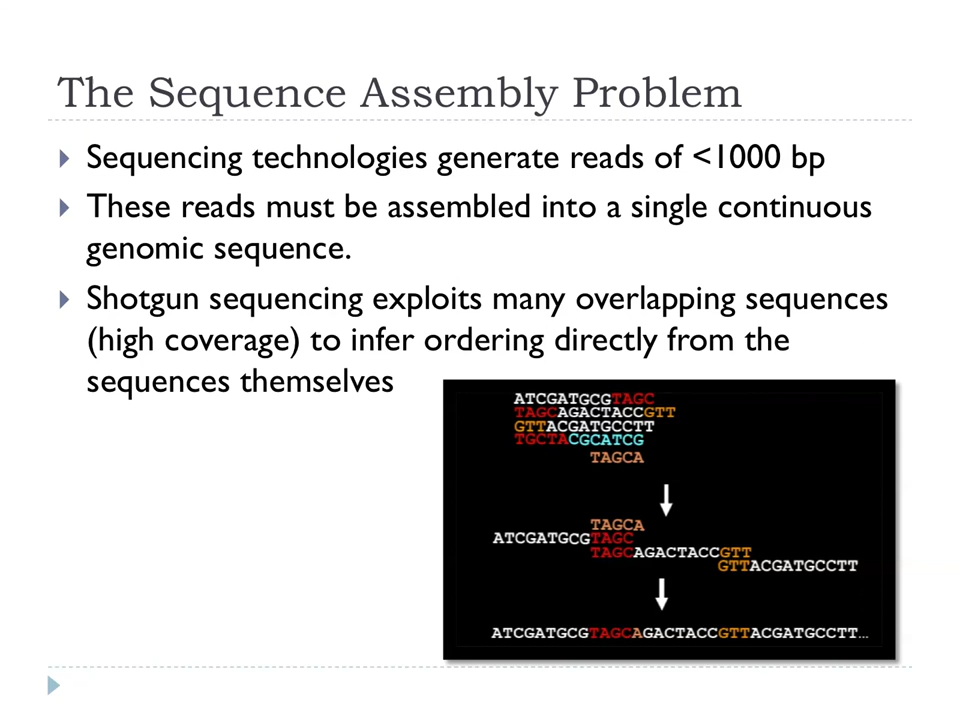 The Sequence Assembly Problem
Sequencing technologies generate reads of <1000 bp
These reads must be assembled into a single continuous
genomic sequence.
Shotgun sequencing exploits many overlapping sequences
(high coverage) to infer ordering directly from the
sequences themselves
ATCGATGCGTAGC
TAGCAGACTACCGTT
GTTACGATGCCTT
TGCTACGCATCG
TAGCA
TAGCA
ATCGATGCGTAGC
TAGCAGACTACCGTT
GTTACGATGCCTT
ATCGATGCGTAGCAGACTACCGTTACGATGCCTT...